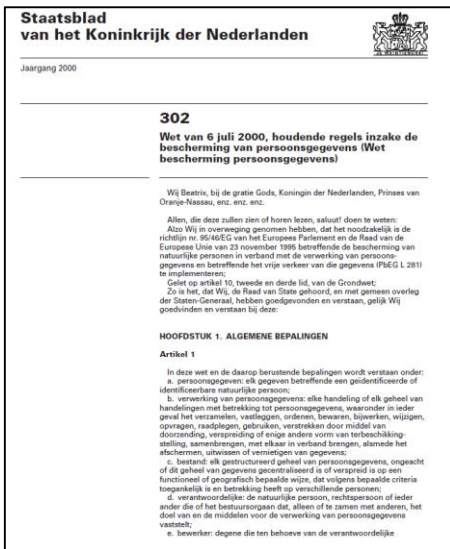 Staatsblad
van het Koninkrijk der Nederlanden
Jaargang 2000
302
Wet van 6 juli 2000, houdende regels inzake de
bescherming van persoonsgegevens (Wet
bescherming persoonsgegevens)
Wij Beatrix, bij de gratie Gods, Koningin der Nederlanden, Prinses van
Oranje-Nassau, enz. enz. enz.
Allen, die deze zullen zien of horen lezen, saluut! doen te weten:
Alzo Wij in overweging genomen hebben, dat het noodzakelijk is de
richtlijn nr. 95/46/EG van het Europees Parlement en de Raad van de
Europese Unie van 23 november 1995 betreffende de bescherming van
natuurlijke personen in verband met de verwerking van persoons-
gegevens en betreffende het vrije verkeer van die gegevens (PbEG L 281)
te implementeren;
Gelet op artikel 10, tweede en derde lid, van de Grondwet;
Zo is het, dat Wij, de Raad van State gehoord, en met gemeen overleg
der Staten-Generaal, hebben goedgevonden en verstaan, gelijk Wij
goedvinden en verstaan bij deze:
HOOFDSTUK 1. ALGEMENE BEPALINGEN
Artikel 1
In deze wet en de daarop berustende bepalingen wordt verstaan onder:
a. persoonsgegeven: elk gegeven betreffende een geïdentificeerde of
identificeerbare natuurlijke persoon;
b. verwerking van persoonsgegevens: elke handeling of elk geheel van
handelingen met betrekking tot persoonsgegevens, waaronder in ieder
geval het verzamelen, vastleggen, ordenen, bewaren, bijwerken, wijzigen,
opvragen, raadplegen, gebruiken, verstrekken door middel van
doorzending, verspreiding of enige andere vorm van terbeschikking-
stelling, samenbrengen, met elkaar in verband brengen, alsmede het
afschermen, uitwissen of vernietigen van gegevens;
c. bestand: elk gestructureerd geheel van persoonsgegevens, ongeacht
of dit geheel van gegevens gecentraliseerd is of verspreid is op een
functioneel of geografisch bepaalde wijze, dat volgens bepaalde criteria
toegankelijk is en betrekking heeft op verschillende personen;
d. verantwoordelijke: de natuurlijke persoon, rechtspersoon of ieder
ander die of het bestuursorgaan dat, alleen of te zamen met anderen, het
doel van en de middelen voor de verwerking van persoonsgegevens
vaststelt;
e. bewerker: degene die ten behoeve van de verantwoordelijke